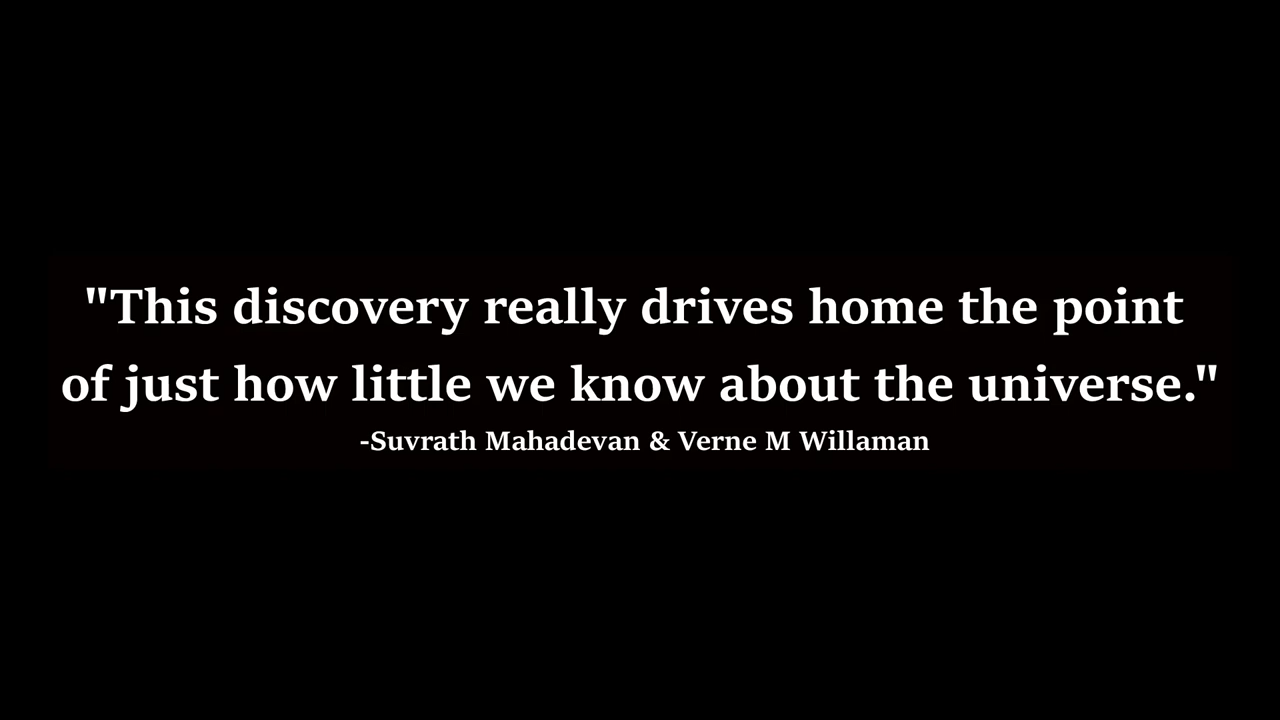 "This discovery really drives home the point
of just how little we know about the universe."
-Suvrath Mahadevan & Verne M Willaman